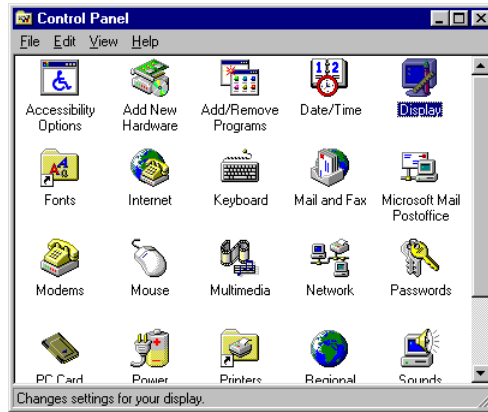 Control Panel
File Edit View Help
Accessibility Options
Add New Hardware
Add/Remove Programs
Date/Time
Display
Fonts
Internet
Keyboard
Mail and Fax
Microsoft Mail Postoffice
Modems
Mouse
Multimedia
Network
Passwords
PC Card
Power
Printers
Regional
Sounds
Changes settings for your display.